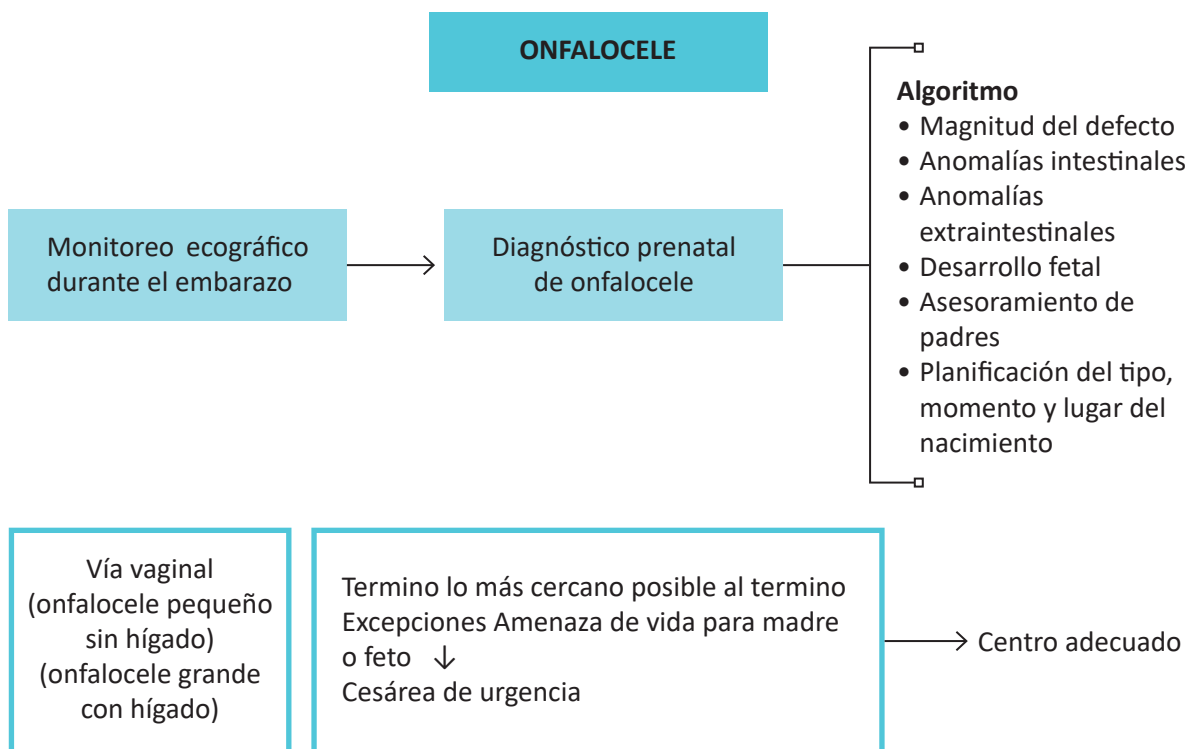 ONFALOCELE
Monitoreo ecográfico
durante el embarazo
Diagnóstico prenatal
de onfalocele
Algoritmo
• Magnitud del defecto
• Anomalías intestinales
• Anomalías
extraintestinales
• Desarrollo fetal
• Asesoramiento de
padres
• Planificación del tipo,
momento y lugar del
nacimiento
Vía vaginal
(onfalocele pequeño
sin hígado)
(onfalocele grande
con hígado)
Termino lo más cercano posible al termino
Excepciones Amenaza de vida para madre
o feto ↓
Cesárea de urgencia
Centro adecuado